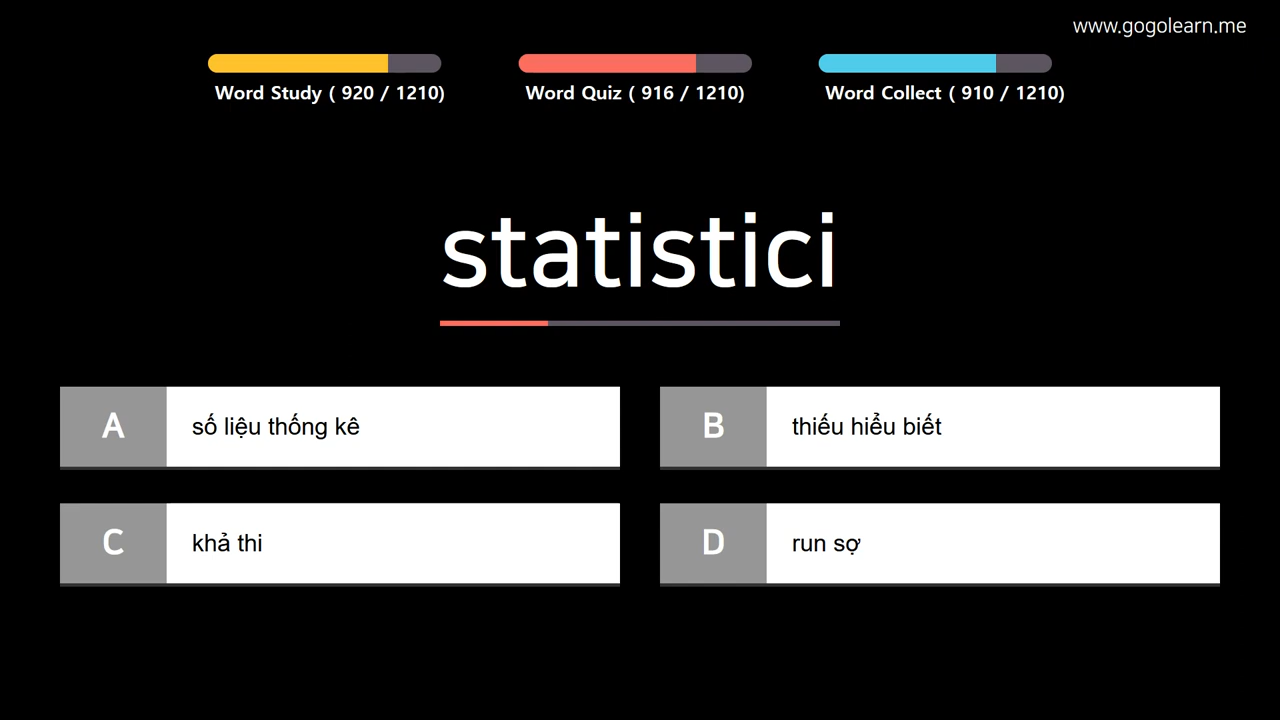 www.gogolearn.me
Word Study ( 920 / 1210)
Word Quiz ( 916 / 1210)
Word Collect ( 910 / 1210)
statistici
A
số liệu thống kê
B
thiếu hiểu biết
C
khả thi
D
run sợ